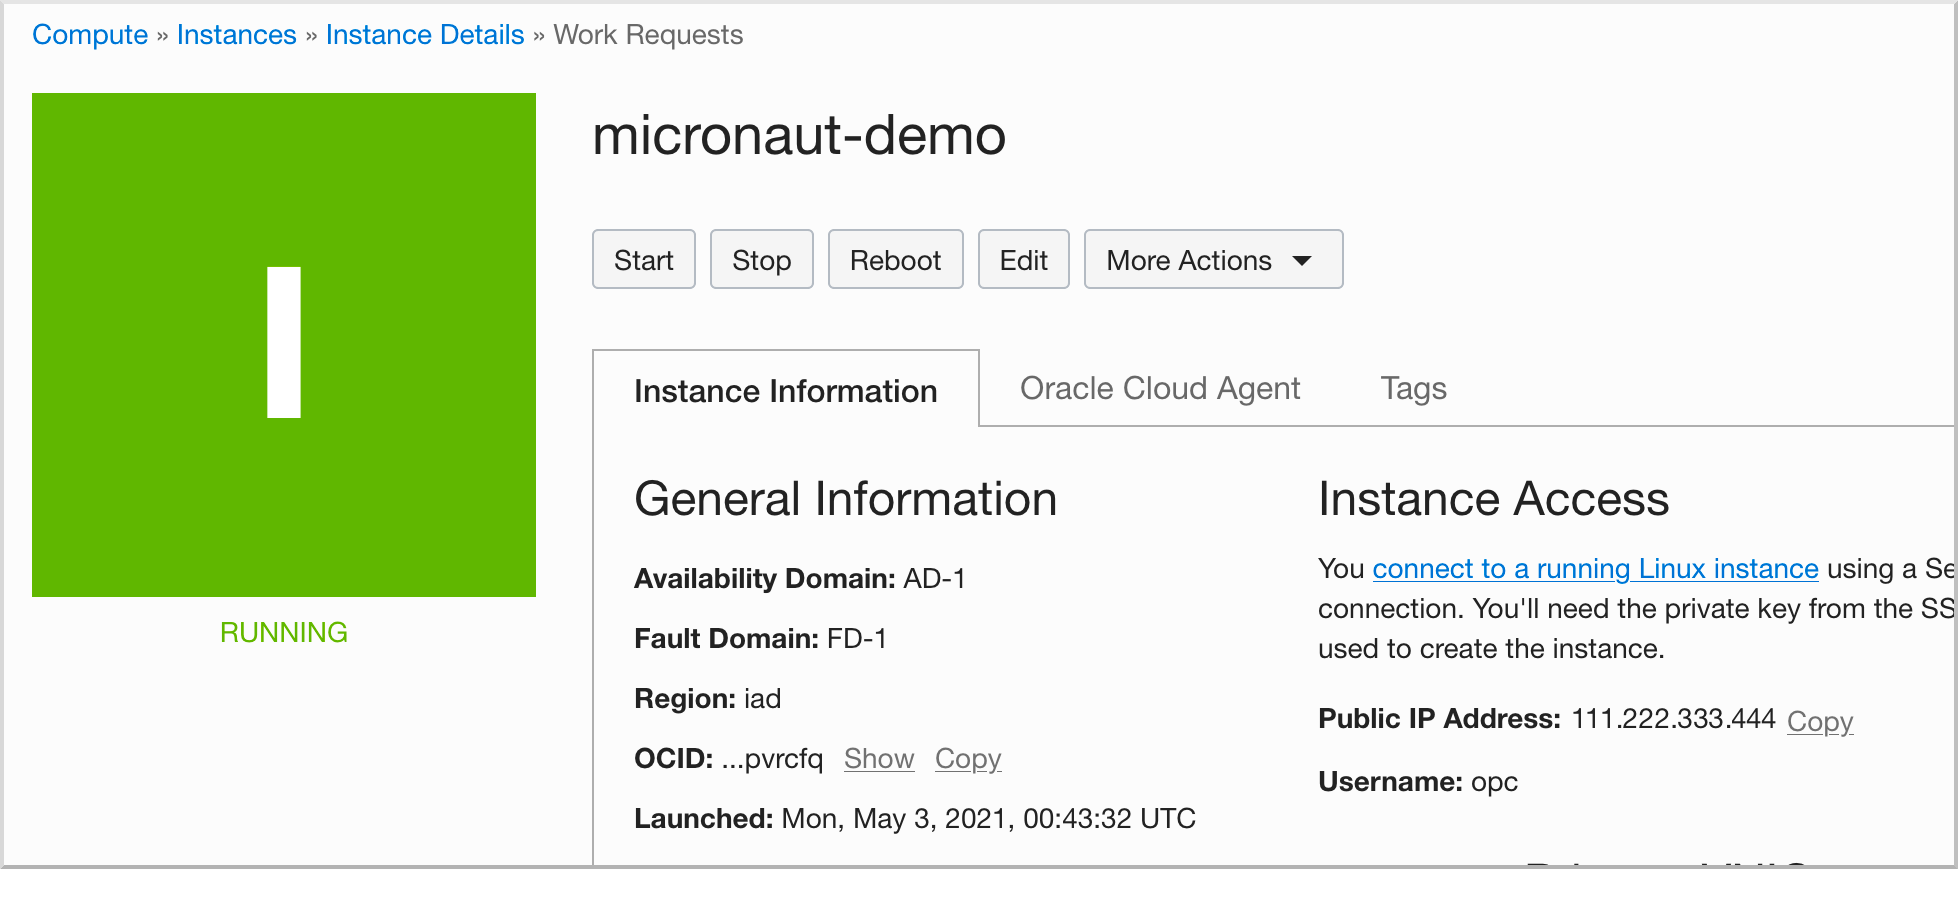 Compute » Instances » Instance Details » Work Requests
I
RUNNING
micronaut-demo
Start Stop Reboot Edit More Actions
Instance Information Oracle Cloud Agent Tags
General Information
Availability Domain: AD-1
Fault Domain: FD-1
Region: iad
OCID: ...pvrcfq Show Copy
Launched: Mon, May 3, 2021, 00:43:32 UTC
Instance Access
You connect to a running Linux instance using a Se
connection. You'll need the private key from the SS
used to create the instance.
Public IP Address: 111.222.333.444 Copy
Username: opc